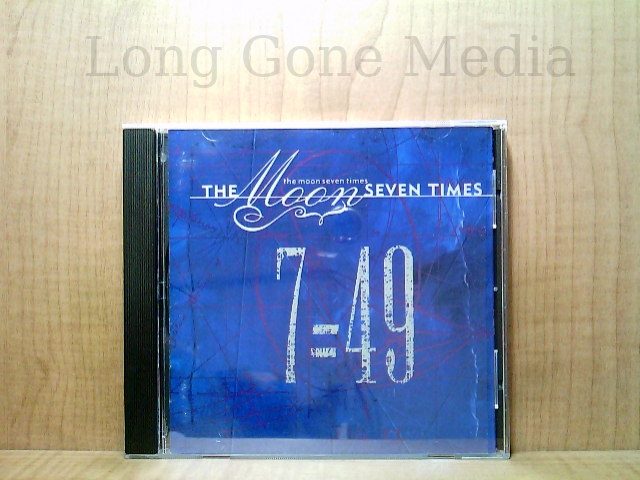 Long Gone Media
the moon seven times
THE Moon SEVEN TIMES
7=49